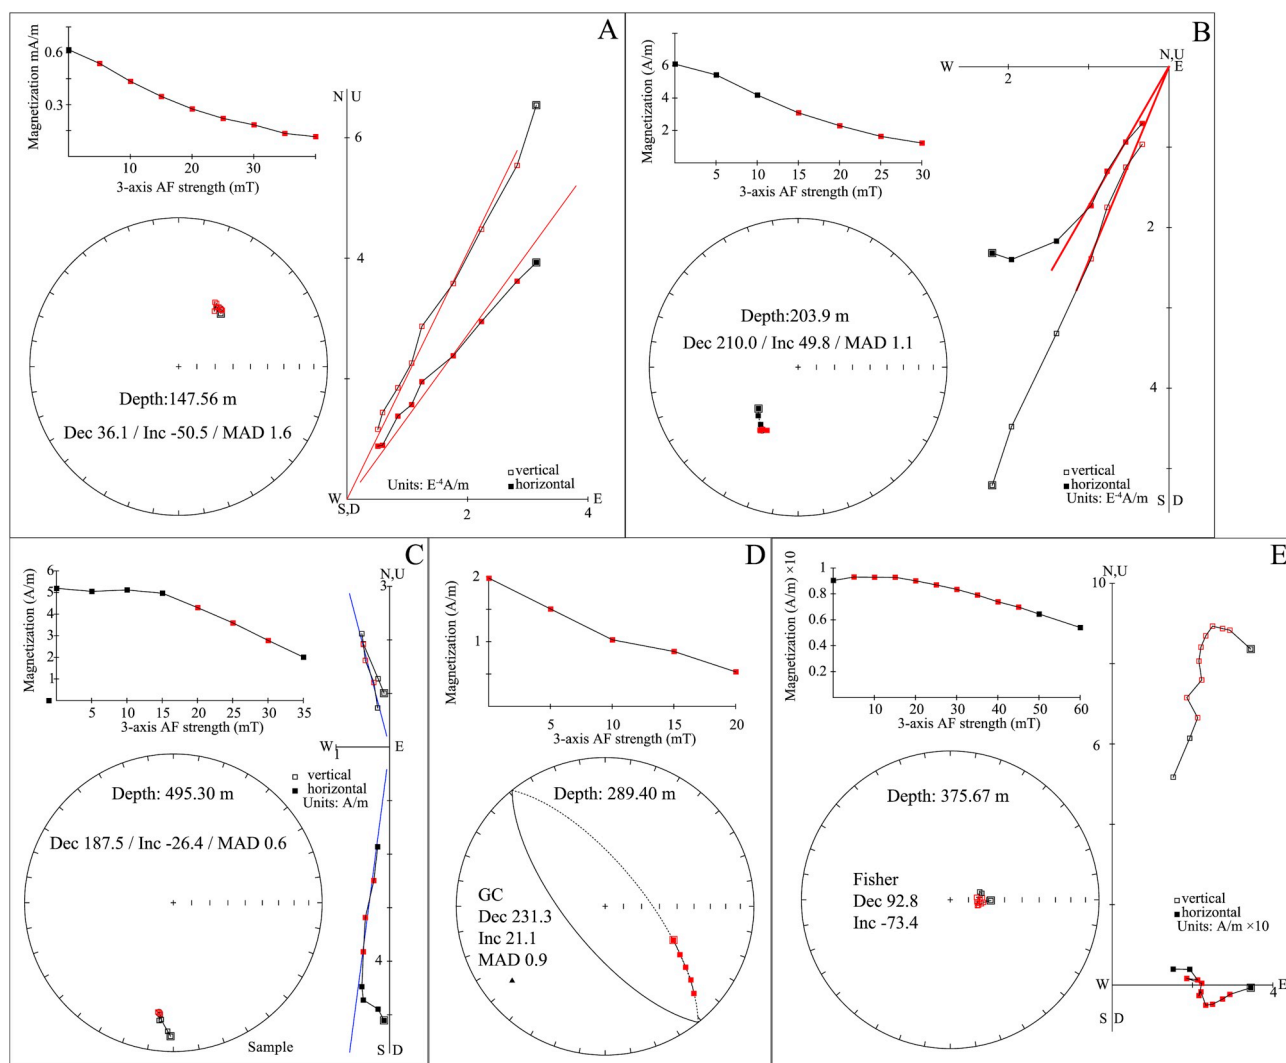 A
Magnetization mA/m
0.6
0.3
10
20
30
3-axis AF strength (mT)
N U
6
4
Depth:147.56 m
Dec 36.1 / Inc -50.5 / MAD 1.6
Units: E-4A/m
vertical
horizontal
W
S,D
2
4
E
B
Magnetization (A/m)
6
4
2
5
10
15
20
25
30
3-axis AF strength (mT)
N,U
W
2
E
2
4
Depth:203.9 m
Dec 210.0 / Inc 49.8 / MAD 1.1
vertical
horizontal
Units: E-4A/m
S D
C
Magnetization (A/m)
6
5
4
3
2
1
5
10
15
20
25
30
35
3-axis AF strength (mT)
N,U
3
W
1
E
vertical
horizontal
Units: A/m
Depth: 495.30 m
Dec 187.5 / Inc -26.4 / MAD 0.6
4
Sample
S D
D
Magnetization (A/m)
2
1
5
10
15
20
3-axis AF strength (mT)
Depth: 289.40 m
GC
Dec 231.3
Inc 21.1
MAD 0.9
E
Magnetization (A/m) ×10
1
0.8
0.6
0.4
0.2
10
20
30
40
50
60
3-axis AF strength (mT)
10
N,U
6
Depth: 375.67 m
Fisher
Dec 92.8
Inc -73.4
vertical
horizontal
Units: A/m ×10
W
E
4
S D